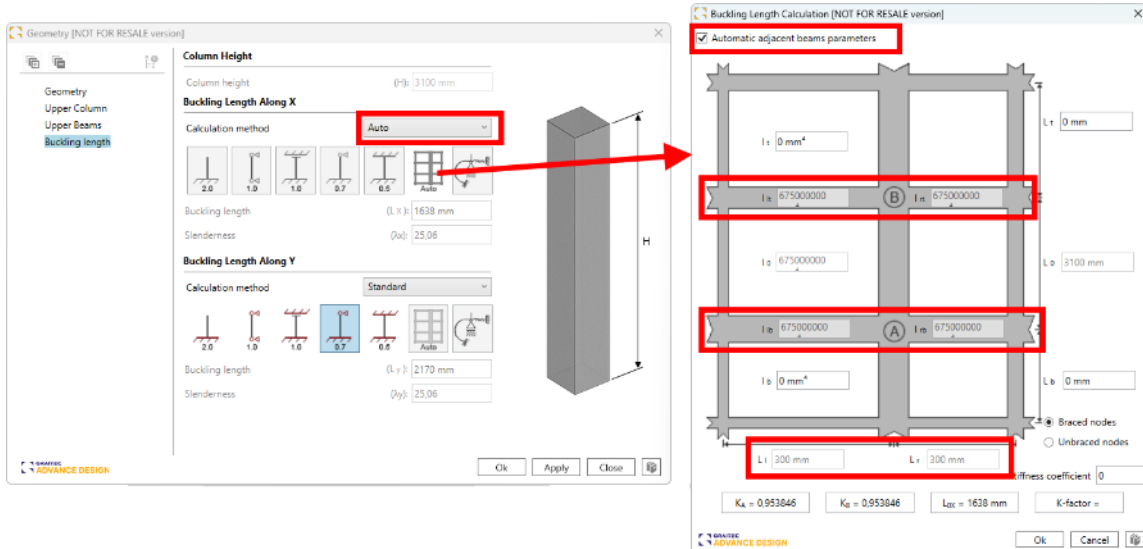 Geometry [NOT FOR RESALE version]
Geometry
Upper Column
Upper Beams
Buckling length
Column Height
Column height (H): 3100 mm
Buckling Length Along X
Calculation method Auto
2.0 1.0 1.0 0.7 0.5 Auto
Buckling length (L x): 1638 mm
Slenderness (λx): 25,06
Buckling Length Along Y
Calculation method Standard
2.0 1.0 1.0 0.7 0.5 Auto
Buckling length (L y): 2170 mm
Slenderness (λy): 25,06
H
GRAITEC
ADVANCE DESIGN
Ok Apply Close
Buckling Length Calculation [NOT FOR RESALE version]
Automatic adjacent beams parameters
L t 0 mm
I t 0 mm⁴
I lt 675000000 B I rt 675000000
I 0 675000000 L 0 3100 mm
I lb 675000000 A I rb 675000000
I b 0 mm⁴ L b 0 mm
Braced nodes
Unbraced nodes
L l 300 mm L r 300 mm
stiffness coefficient 0
K A = 0,953846 K B = 0,953846 L 0X = 1638 mm K-factor =
GRAITEC
ADVANCE DESIGN
Ok Cancel